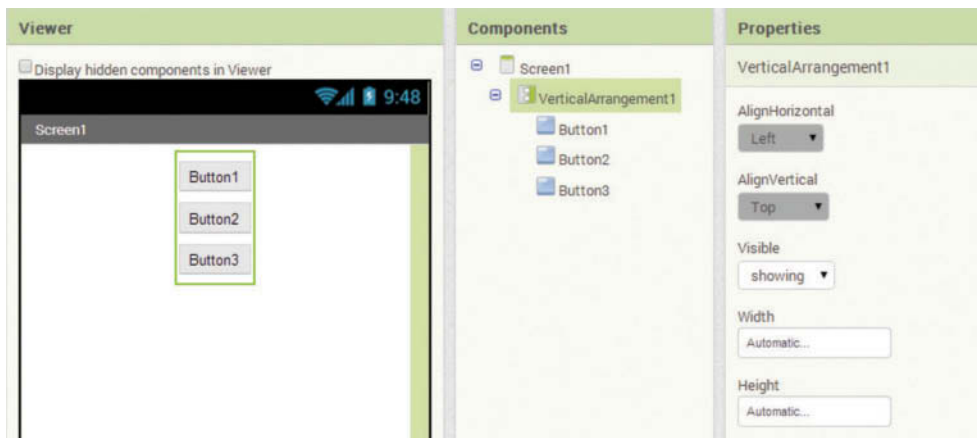 Viewer
Display hidden components in Viewer
9:48
Screen1
Button1
Button2
Button3
Components
Screen1
VerticalArrangement1
Button1
Button2
Button3
Properties
VerticalArrangement1
AlignHorizontal
Left
AlignVertical
Top
Visible
showing
Width
Automatic...
Height
Automatic...